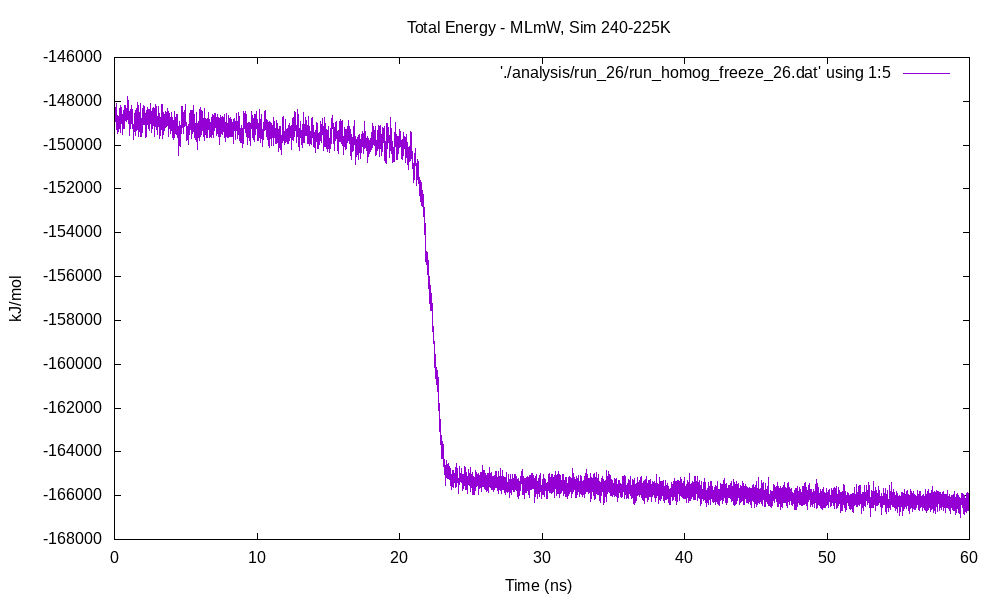 Total Energy - MLmW, Sim 240-225K
'./analysis/run_26/run_homog_freeze_26.dat' using 1:5
-146000
-148000
-150000
-152000
-154000
-156000
-158000
-160000
-162000
-164000
-166000
-168000
kJ/mol
0 10 20 30 40 50 60
Time (ns)